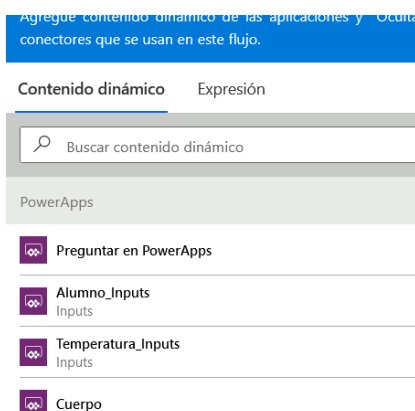 Agregue contenido dinámico de las aplicaciones y
conectores que se usan en este flujo.
Contenido dinámico Expresión
Buscar contenido dinámico
PowerApps
Preguntar en PowerApps
Alumno_Inputs
Inputs
Temperatura_Inputs
Inputs
Cuerpo